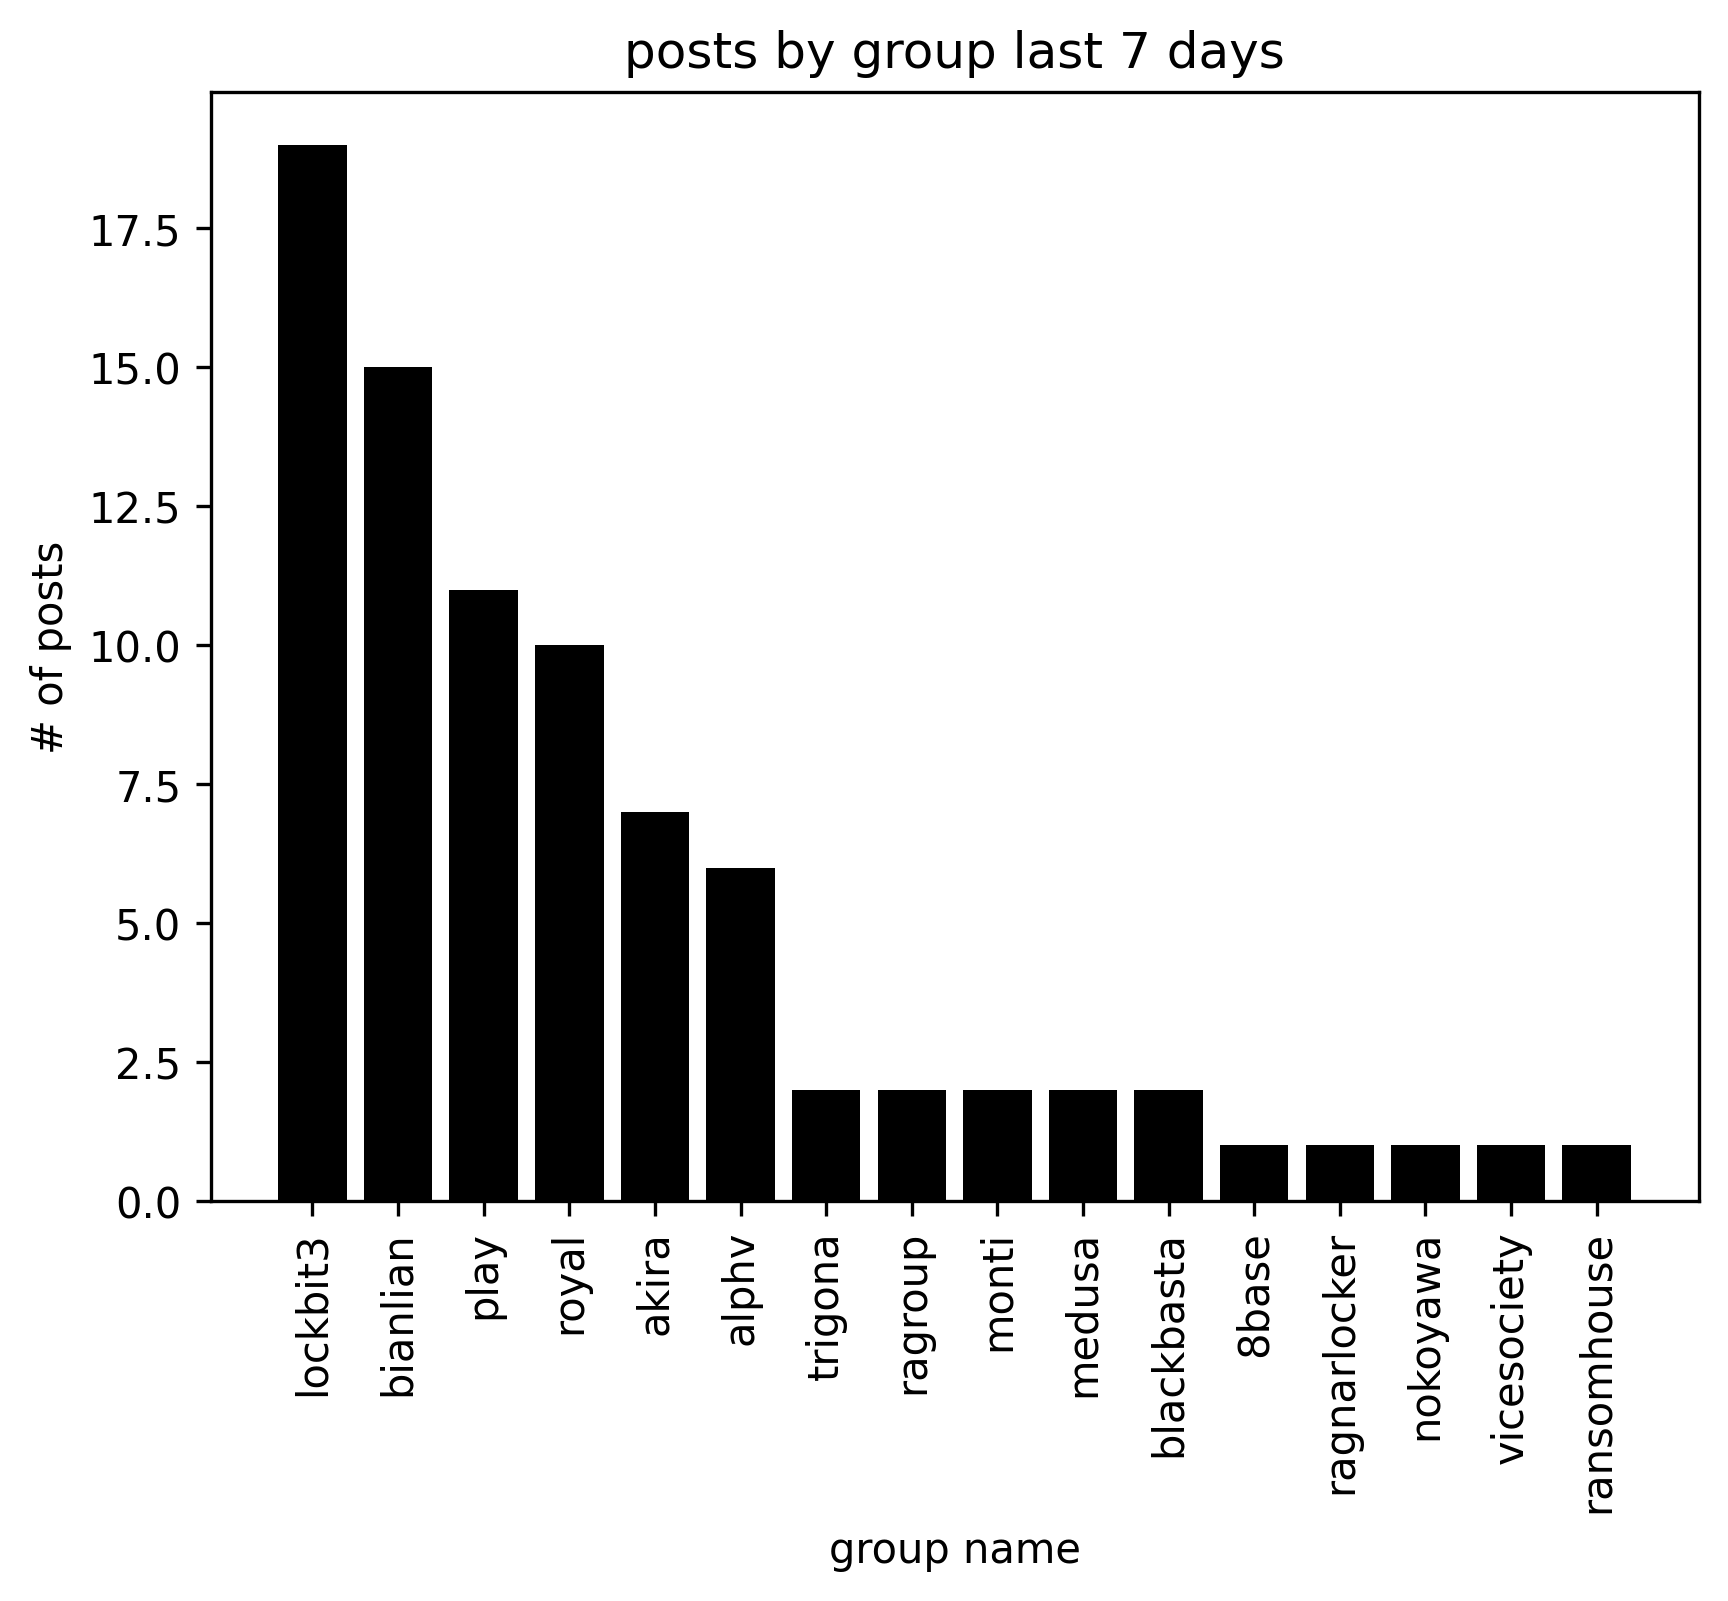 posts by group last 7 days
# of posts
17.5
15.0
12.5
10.0
7.5
5.0
2.5
0.0
lockbit3
bianlian
play
royal
akira
alphv
trigona
ragroup
monti
medusa
blackbasta
8base
ragnarlocker
nokoyawa
vicesociety
ransomhouse
group name